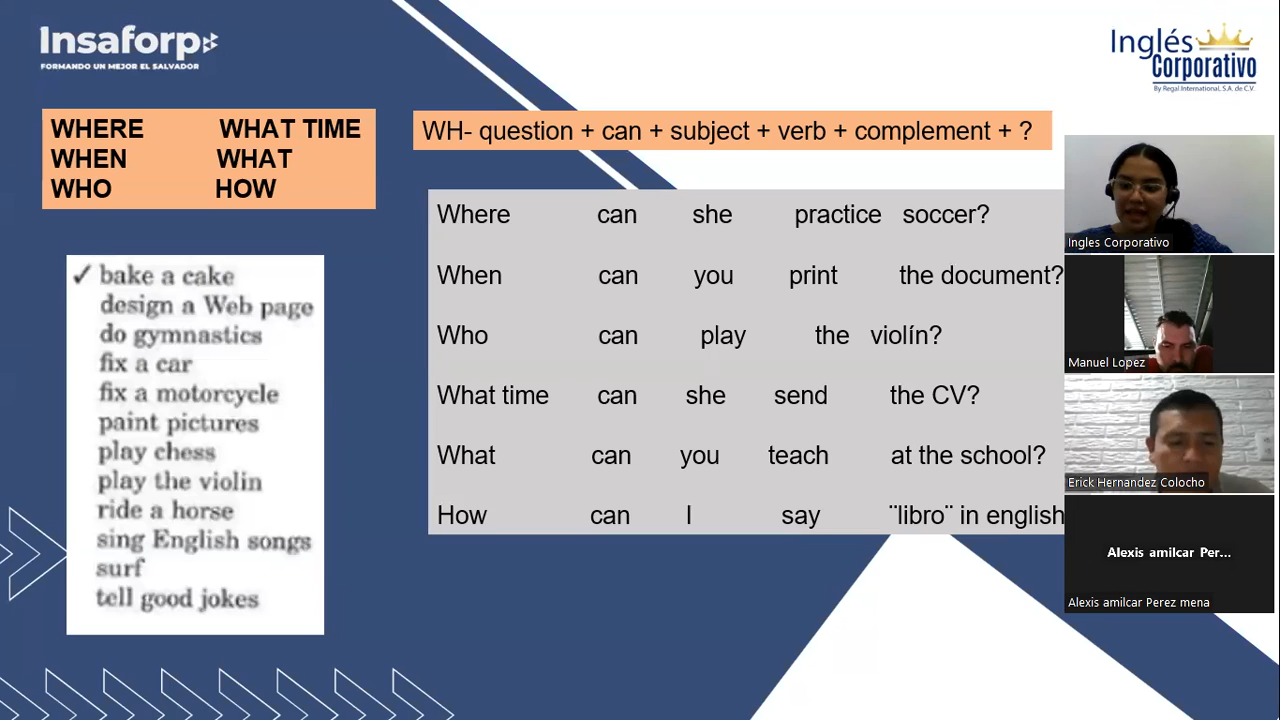 Insaforp
FORMANDO UN MEJOR EL SALVADOR
Inglés
Corporativo
By Regal International, S.A. de C.V.
WHERE WHAT TIME
WHEN WHAT
WHO HOW
WH- question + can + subject + verb + complement + ?
Where can she practice soccer?
When can you print the document?
Who can play the violín?
What time can she send the CV?
What can you teach at the school?
How can I say ¨libro¨ in english
✓ bake a cake
design a Web page
do gymnastics
fix a car
fix a motorcycle
paint pictures
play chess
play the violin
ride a horse
sing English songs
surf
tell good jokes
Ingles Corporativo
Manuel Lopez
Erick Hernandez Colocho
Alexis amilcar Per...
Alexis amilcar Perez mena